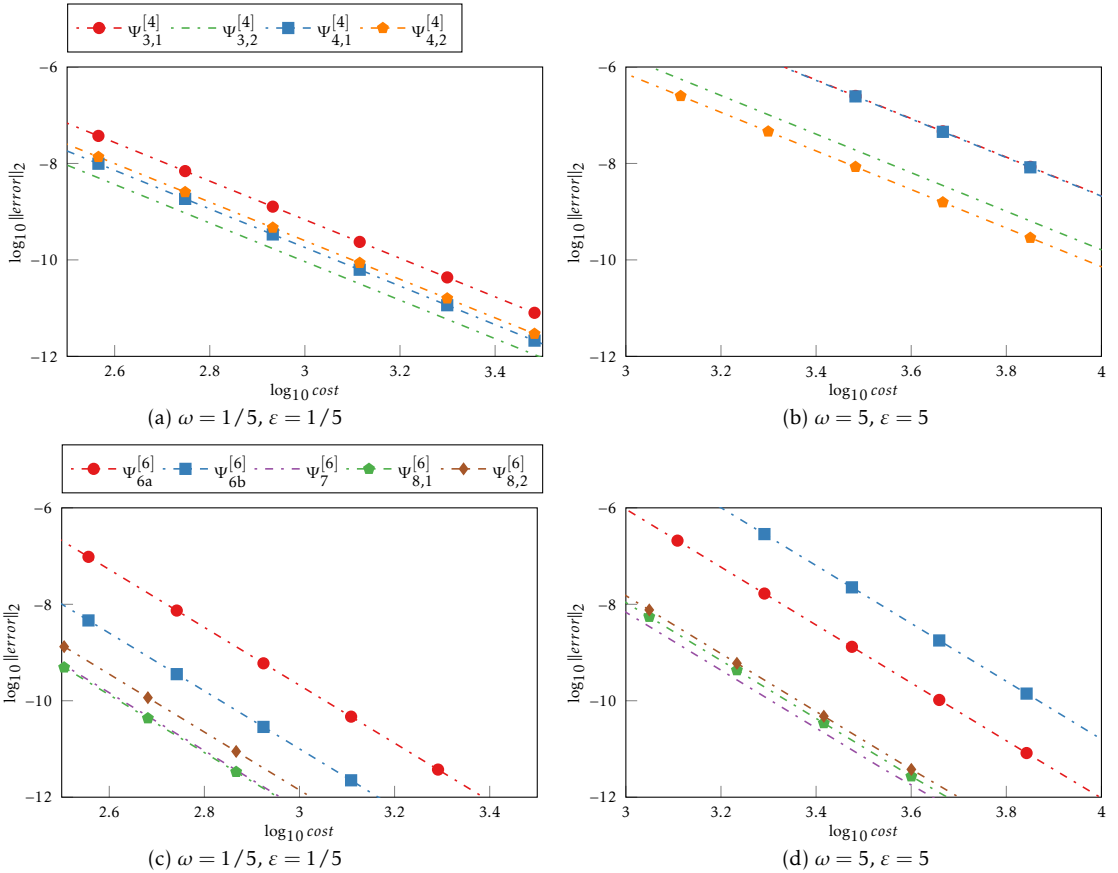 Ψ[4]3,1 Ψ[4]3,2 Ψ[4]4,1 Ψ[4]4,2
−6
−8
−10
−12
log10 ||error||2
2.6 2.8 3 3.2 3.4
log10 cost
(a) ω = 1/5, ε = 1/5
−6
−8
−10
−12
log10 ||error||2
3 3.2 3.4 3.6 3.8 4
log10 cost
(b) ω = 5, ε = 5
Ψ[6]6a Ψ[6]6b Ψ[6]7 Ψ[6]8,1 Ψ[6]8,2
−6
−8
−10
−12
log10 ||error||2
2.6 2.8 3 3.2 3.4
log10 cost
(c) ω = 1/5, ε = 1/5
−6
−8
−10
−12
log10 ||error||2
3 3.2 3.4 3.6 3.8 4
log10 cost
(d) ω = 5, ε = 5